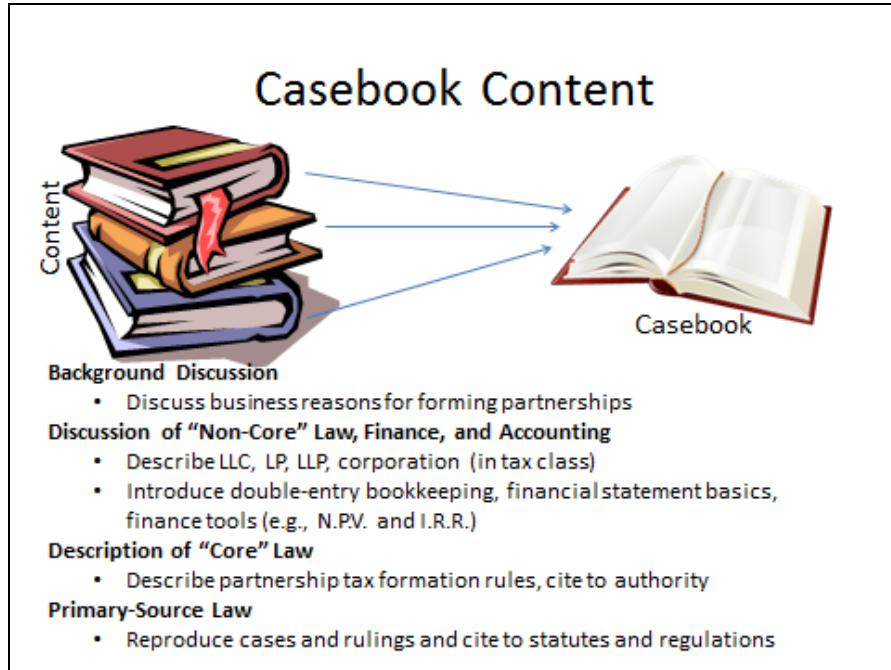 Casebook Content
Content
Casebook
Background Discussion
• Discuss business reasons for forming partnerships
Discussion of “Non-Core” Law, Finance, and Accounting
• Describe LLC, LP, LLP, corporation (in tax class)
• Introduce double-entry bookkeeping, financial statement basics,
finance tools (e.g., N.P.V. and I.R.R.)
Description of “Core” Law
• Describe partnership tax formation rules, cite to authority
Primary-Source Law
• Reproduce cases and rulings and cite to statutes and regulations